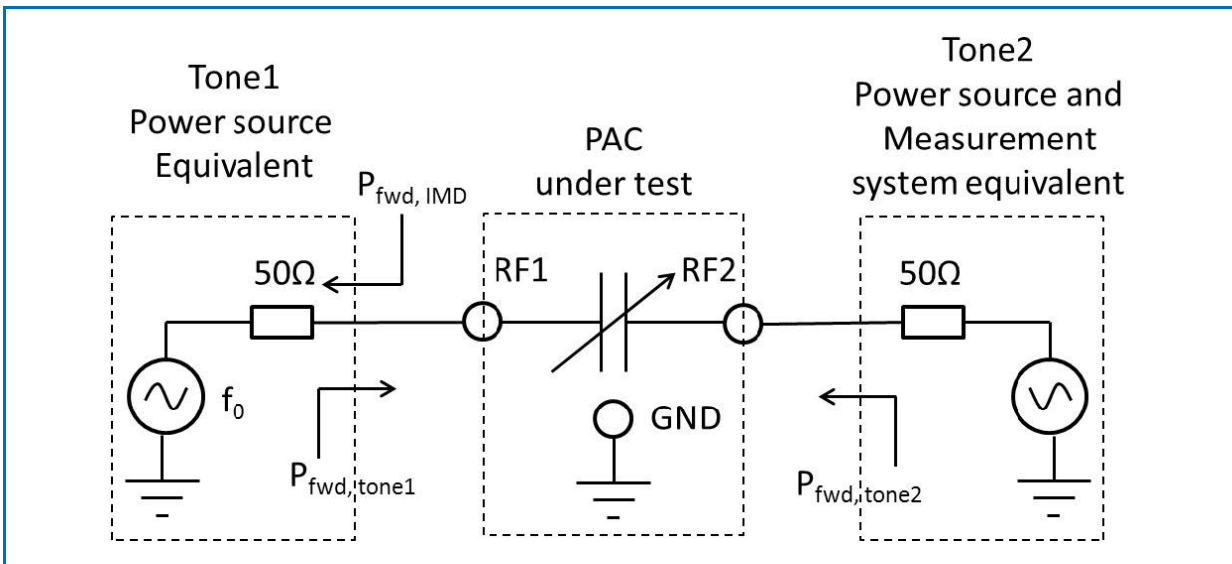 Tone1
Power source
Equivalent
P_fwd, IMD
50Ω
f₀
P_fwd, tone1
PAC
under test
RF1
RF2
GND
Tone2
Power source and
Measurement
system equivalent
50Ω
P_fwd, tone2